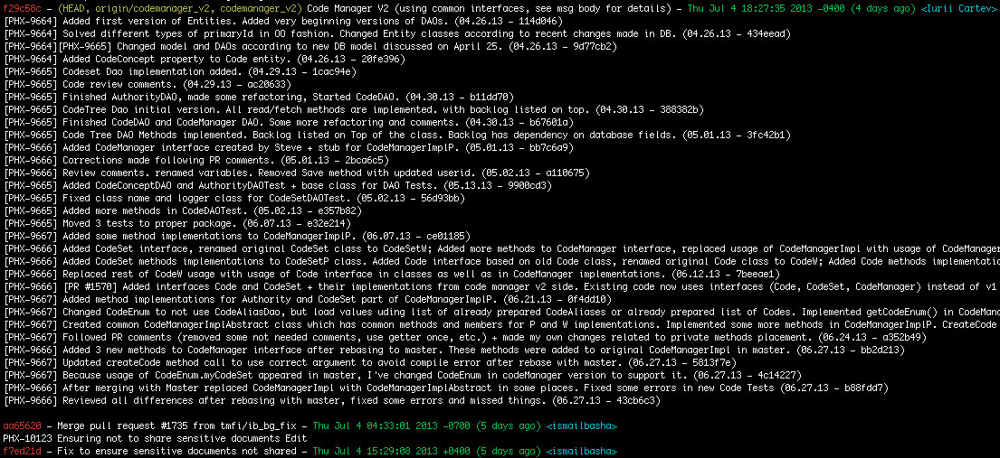 f29c58c - (HEAD, origin/codemanager_v2, codemanager_v2) Code Manager V2 (using common interfaces, see msg body for details) - Thu Jul 4 18:27:35 2013 -0400 (4 days ago) <Iurii Cartev>
[PHX-9664] Added first version of Entities. Added very beginning versions of DAOs. (04.26.13 - 114d046)
[PHX-9664] Solved different types of primaryId in OO fashion. Changed Entity classes according to recent changes made in DB. (04.26.13 - 434eead)
[PHX-9664][PHX-9665] Changed model and DAOs according to new DB model discussed on April 25. (04.26.13 - 9d77cb2)
[PHX-9664] Added CodeConcept property to Code entity. (04.26.13 - 20fe396)
[PHX-9665] Codeset Dao implementation added. (04.29.13 - 1cac94e)
[PHX-9665] Code review comments. (04.29.13 - ac20633)
[PHX-9665] Finished AuthorityDAO, made some refactoring, Started CodeDAO. (04.30.13 - b11dd70)
[PHX-9665] CodeTree Dao initial version. All read/fetch methods are implemented. with backlog listed on top. (04.30.13 - 388382b)
[PHX-9665] Finished CodeDAO and CodeManager DAO. Some more refactoring and comments. (04.30.13 - b67601a)
[PHX-9665] Code Tree DAO Methods implemented. Backlog listed on Top of the class. Backlog has dependency on database fields. (05.01.13 - 3fc42b1)
[PHX-9666] Added CodeManager interface created by Steve + stub for CodeManagerImplP. (05.01.13 - bb7c6a9)
[PHX-9666] Corrections made following PR comments. (05.01.13 - 2bca6c5)
[PHX-9666] Review comments. renamed variables. Removed Save method with updated userid. (05.02.13 - a110675)
[PHX-9665] Added CodeConceptDAO and AuthorityDAOTest + base class for DAO Tests. (05.13.13 - 9900cd3)
[PHX-9665] Fixed class name and logger class for CodeSetDAOTest. (05.02.13 - 56d93bb)
[PHX-9665] Added more methods in CodeDAOTest. (05.02.13 - e357b82)
[PHX-9665] Moved 3 tests to proper package. (06.07.13 - e32e214)
[PHX-9667] Added some method implementations to CodeManagerImplP. (06.07.13 - ce01185)
[PHX-9666] Added CodeSet interface, renamed original CodeSet class to CodeSetW; Added more methods to CodeManager interface, replaced usage of CodeManagerImpl with usage of CodeManager
[PHX-9666] Added CodeSet methods implementations to CodeSetP class. Added Code interface based on old Code class, renamed original Code class to CodeW; Added Code methods implementatio
[PHX-9666] Replaced rest of CodeW usage with usage of Code interface in classes as well as in CodeManager implementations. (06.12.13 - 7beeae1)
[PHX-9666] [PR #1570] Added interfaces Code and CodeSet + their implementations from code manager v2 side. Existing code now uses interfaces (Code, CodeSet, CodeManager) instead of v1
[PHX-9667] Added method implementations for Authority and CodeSet part of CodeManagerImplP. (06.21.13 - 0f4dd10)
[PHX-9667] Changed CodeEnum to not use CodeAliasDao, but load values uding list of already prepared CodeAliases or already prepared list of Codes. Implemented getCodeEnum() in CodeMana
[PHX-9667] Created common CodeManagerImplAbstract class which has common methods and members for P and W implementations. Implemented some more methods in CodeManagerImplP. CreateCode
[PHX-9667] Followed PR comments (removed some not needed comments, use getter once, etc.) + made my own changes related to private methods placement. (06.24.13 - a352b49)
[PHX-9666] Added 3 new methods to CodeManager interface after rebasing to master. These methods were added to original CodeManagerImpl in master. (06.27.13 - bb2d213)
[PHX-9667] Updated createCode method call to use correct argument to avoid compile error after rebase with master. (06.27.13 - 5813f7e)
[PHX-9667] Because usage of CodeEnum.myCodeSet appeared in master, I've changed CodeEnum in codeManager version to support it. (06.27.13 - 4c14227)
[PHX-9666] After merging with Master replaced CodeManagerImpl with CodeManagerImplAbstract in some places. Fixed some errors in new Code Tests (06.27.13 - b88fdd7)
[PHX-9666] Reviewed all differences after rebasing with master, fixed some errors and missed things. (06.27.13 - 43cb6c3)
aa65620 - Merge pull request #1735 from tmfi/ib_bg_fix - Thu Jul 4 04:33:01 2013 -0700 (5 days ago) <ismailbasha>
PHX-10123 Ensuring not to share sensitive documents Edit
f7ed21d - Fix to ensure sensitive documents not shared - Thu Jul 4 15:29:08 2013 +0400 (5 days ago) <ismailbasha>